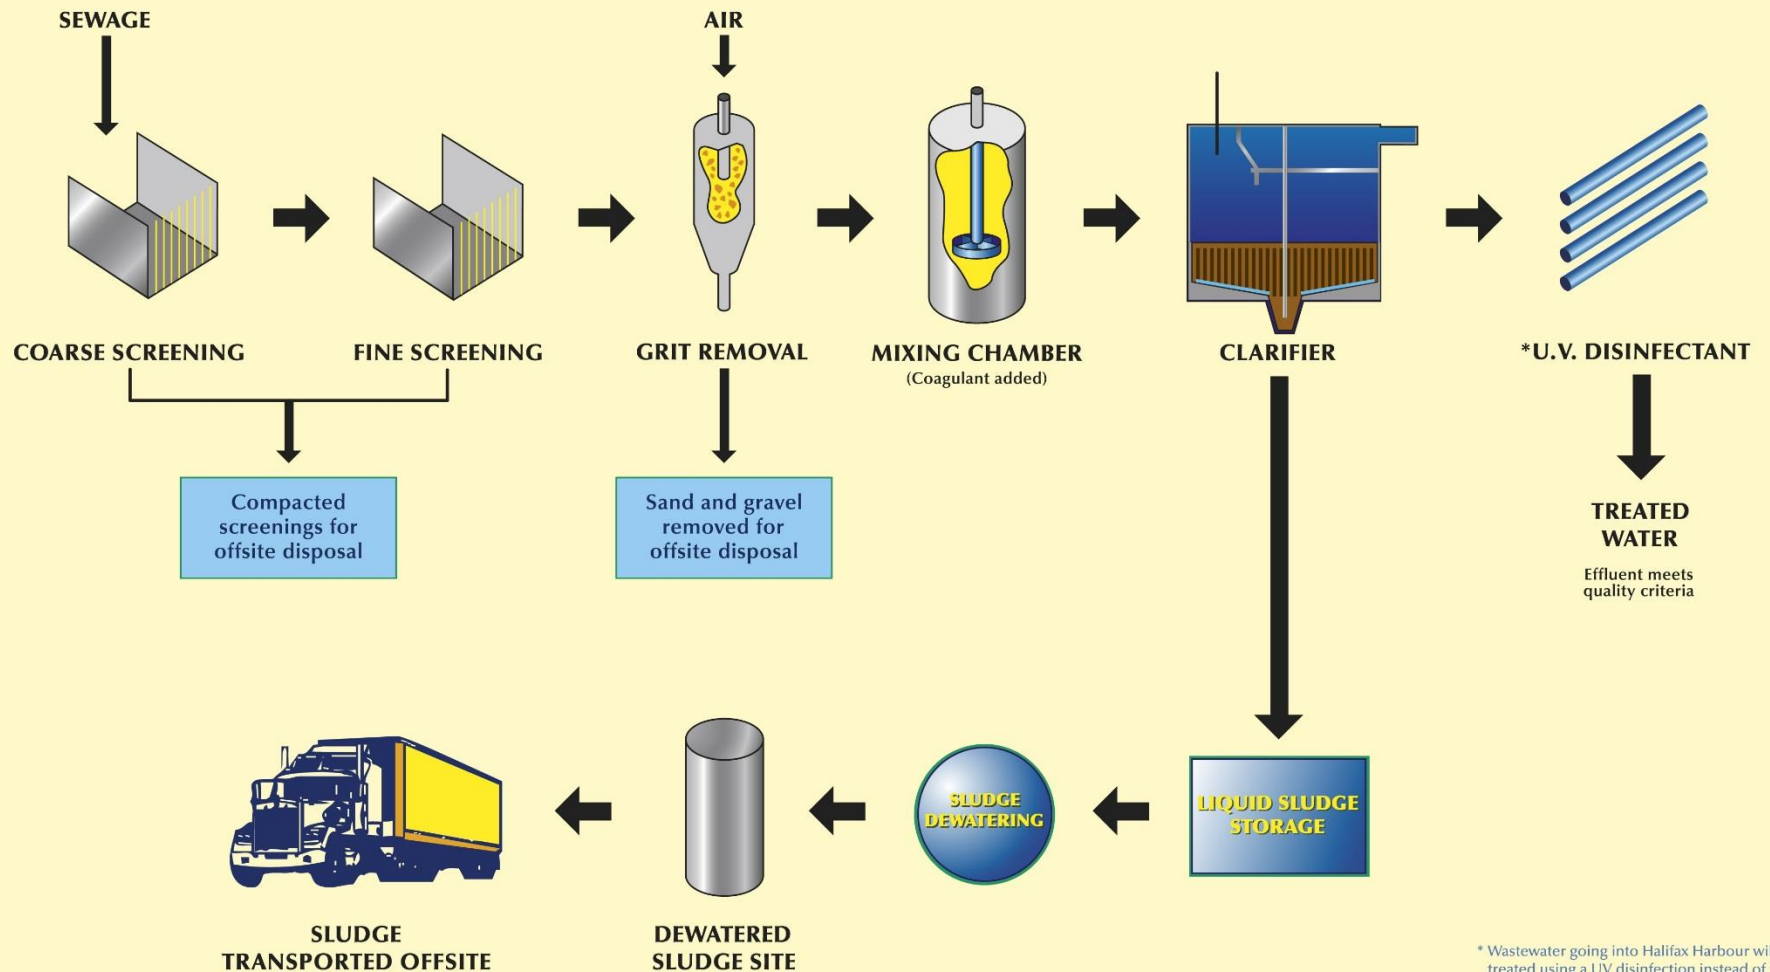 SEWAGE
AIR
COARSE SCREENING
FINE SCREENING
GRIT REMOVAL
MIXING CHAMBER
(Coagulant added)
CLARIFIER
*U.V. DISINFECTANT
Compacted
screenings for
offsite disposal
Sand and gravel
removed for
offsite disposal
TREATED
WATER
Effluent meets
quality criteria
SLUDGE
TRANSPORTED OFFSITE
DEWATERED
SLUDGE SITE
SLUDGE
DEWATERING
LIQUID SLUDGE
STORAGE
* Wastewater going into Halifax Harbour wil
treated using a UV disinfection instead of